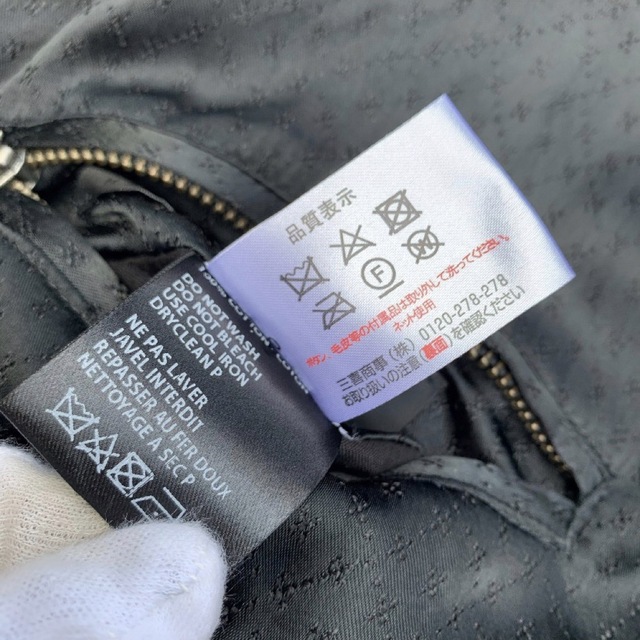 品質表示
F
ボタン、毛皮等の付属品は取り外して洗ってください。
ネット使用
三喜商事（株）0120-278-278
お取り扱いの注意（裏面）を確認ください
DO NOT WASH
USE COOL IRON
DRYCLEAN P
NE PAS LAVER
JAVEL INTERDIT
REPASSER AU FER DOUX
NETTOYAGE A SEC P